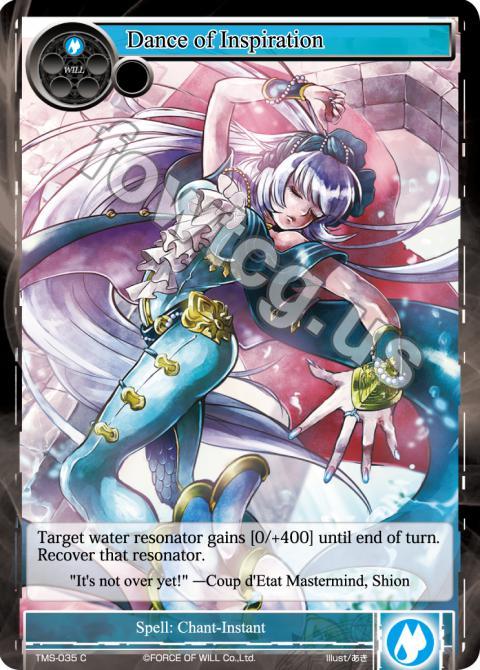 Dance of Inspiration
WILL
fowtcg.us
Target water resonator gains [0/+400] until end of turn.
Recover that resonator.
"It's not over yet!" —Coup d'Etat Mastermind, Shion
Spell: Chant-Instant
TMS-035 C ©FORCE OF WILL Co.,Ltd. Illust/あき